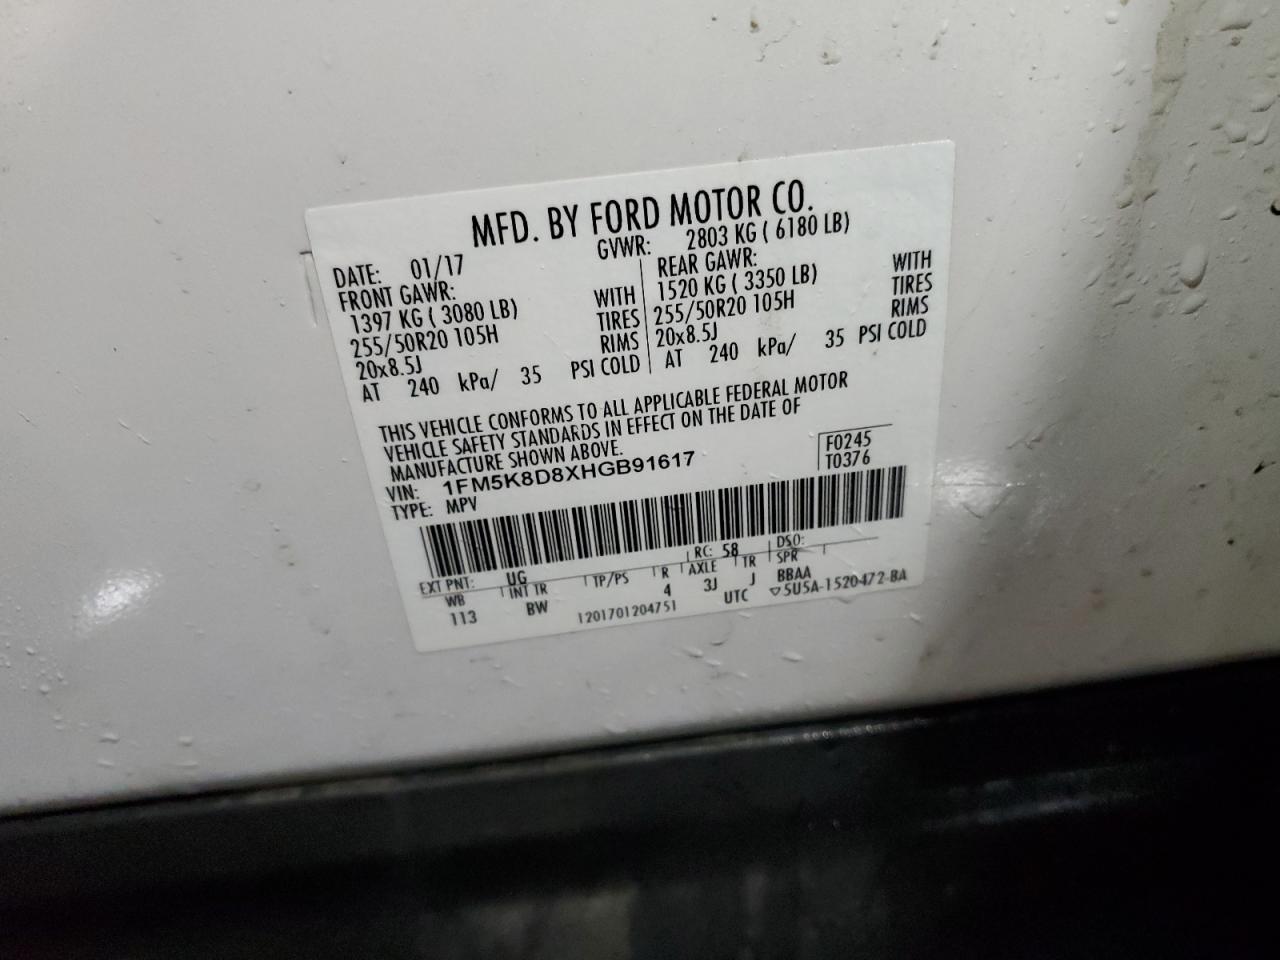 MFD. BY FORD MOTOR CO.
DATE: 01/17 GVWR: 2803 KG ( 6180 LB)
FRONT GAWR: REAR GAWR:
1397 KG ( 3080 LB) WITH 1520 KG ( 3350 LB) WITH
255/50R20 105H TIRES 255/50R20 105H TIRES
20x8.5J RIMS 20x8.5J RIMS
AT 240 kPa/ 35 PSI COLD AT 240 kPa/ 35 PSI COLD
THIS VEHICLE CONFORMS TO ALL APPLICABLE FEDERAL MOTOR
VEHICLE SAFETY STANDARDS IN EFFECT ON THE DATE OF
MANUFACTURE SHOWN ABOVE.
VIN: 1FM5K8D8XHGB91617 F0245
TYPE: MPV T0376
EXT PNT: UG RC: 58 DSO:
WB INT TR TP/PS R AXLE TR SPR
113 BW 4 3J J BBAA
1201701204751 UTC ▽5U5A-1520472-BA